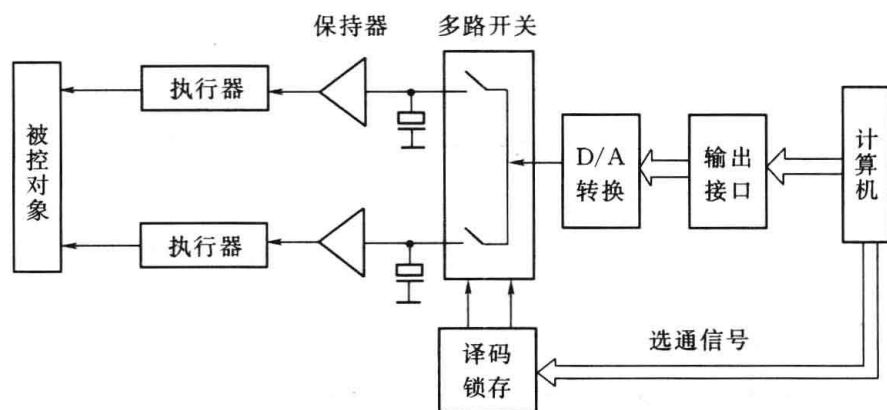 保持器
多路开关
执行器
被控对象
D/A
转换
输出
接口
计算机
执行器
译码
锁存
选通信号